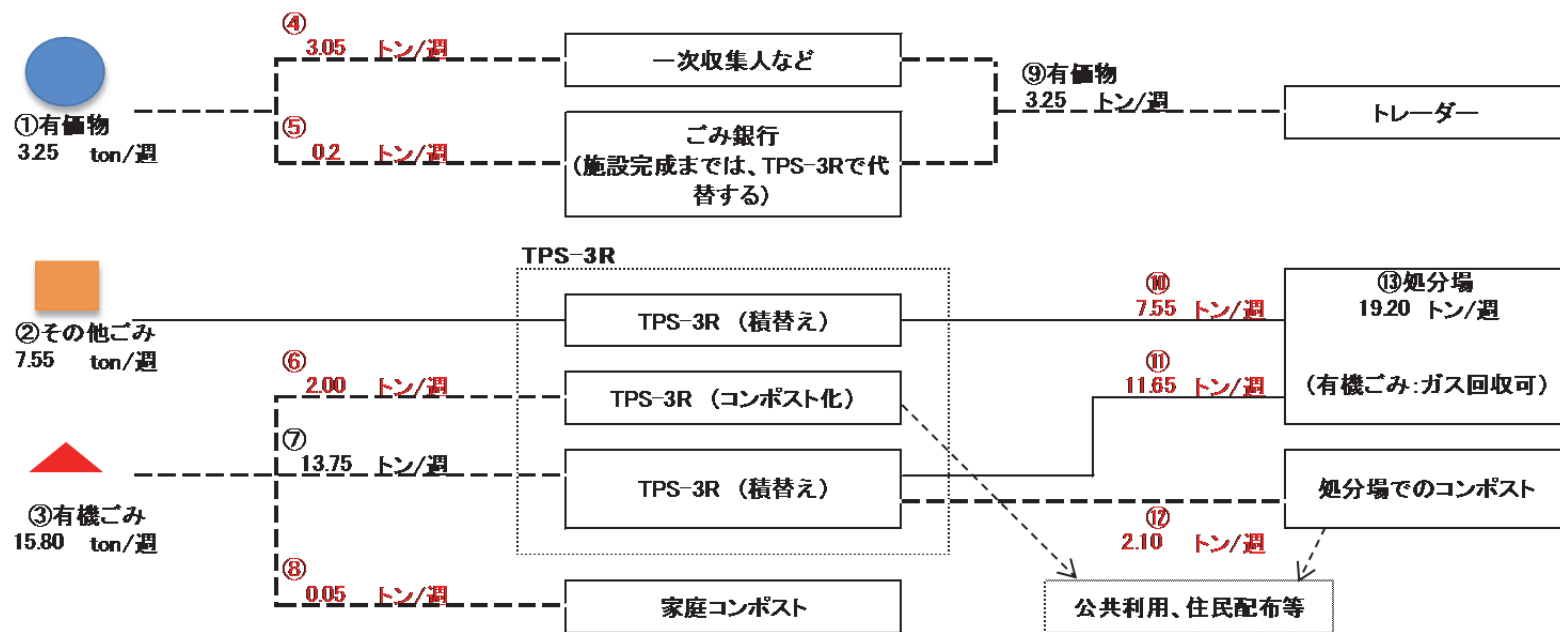 ④
3.05 トン/週
一次収集人など
⑨有価物
3.25 トン/週
トレーダー
①有価物
3.25 ton/週
⑤
0.2 トン/週
ごみ銀行
(施設完成までは、TPS-3Rで代
替する)
TPS-3R
②その他ごみ
7.55 ton/週
TPS-3R (積替え)
⑩
7.55 トン/週
⑬処分場
19.20 トン/週
(有機ごみ:ガス回収可)
⑥
2.00 トン/週
TPS-3R (コンポスト化)
⑪
11.65 トン/週
⑦
13.75 トン/週
TPS-3R (積替え)
処分場でのコンポスト
③有機ごみ
15.80 ton/週
⑫
2.10 トン/週
⑧
0.05 トン/週
家庭コンポスト
公共利用、住民配布等